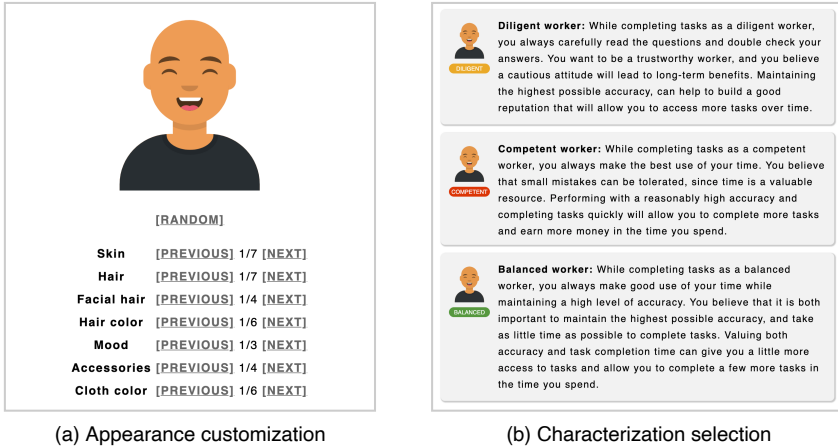 [RANDOM]
Skin [PREVIOUS] 1/7 [NEXT]
Hair [PREVIOUS] 1/7 [NEXT]
Facial hair [PREVIOUS] 1/4 [NEXT]
Hair color [PREVIOUS] 1/6 [NEXT]
Mood [PREVIOUS] 1/3 [NEXT]
Accessories [PREVIOUS] 1/4 [NEXT]
Cloth color [PREVIOUS] 1/6 [NEXT]
(a) Appearance customization
DILIGENT
Diligent worker: While completing tasks as a diligent worker,
you always carefully read the questions and double check your
answers. You want to be a trustworthy worker, and you believe
a cautious attitude will lead to long-term benefits. Maintaining
the highest possible accuracy, can help to build a good
reputation that will allow you to access more tasks over time.
COMPETENT
Competent worker: While completing tasks as a competent
worker, you always make the best use of your time. You believe
that small mistakes can be tolerated, since time is a valuable
resource. Performing with a reasonably high accuracy and
completing tasks quickly will allow you to complete more tasks
and earn more money in the time you spend.
BALANCED
Balanced worker: While completing tasks as a balanced
worker, you always make good use of your time while
maintaining a high level of accuracy. You believe that it is both
important to maintain the highest possible accuracy, and take
as little time as possible to complete tasks. Valuing both
accuracy and task completion time can give you a little more
access to tasks and allow you to complete a few more tasks in
the time you spend.
(b) Characterization selection